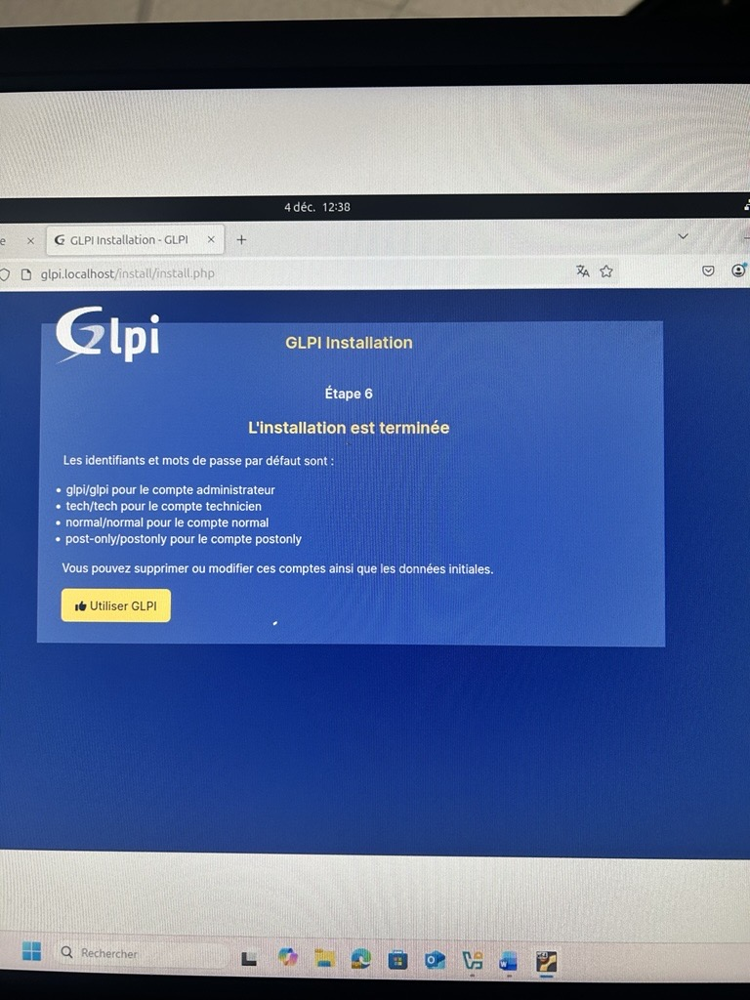 4 déc. 12:38
e
GLPI Installation - GLPI
glpi.localhost/install/install.php
Glpi
GLPI Installation
Étape 6
L'installation est terminée
Les identifiants et mots de passe par défaut sont :
• glpi/glpi pour le compte administrateur
• tech/tech pour le compte technicien
• normal/normal pour le compte normal
• post-only/postonly pour le compte postonly
Vous pouvez supprimer ou modifier ces comptes ainsi que les données initiales.
Utiliser GLPI
Rechercher